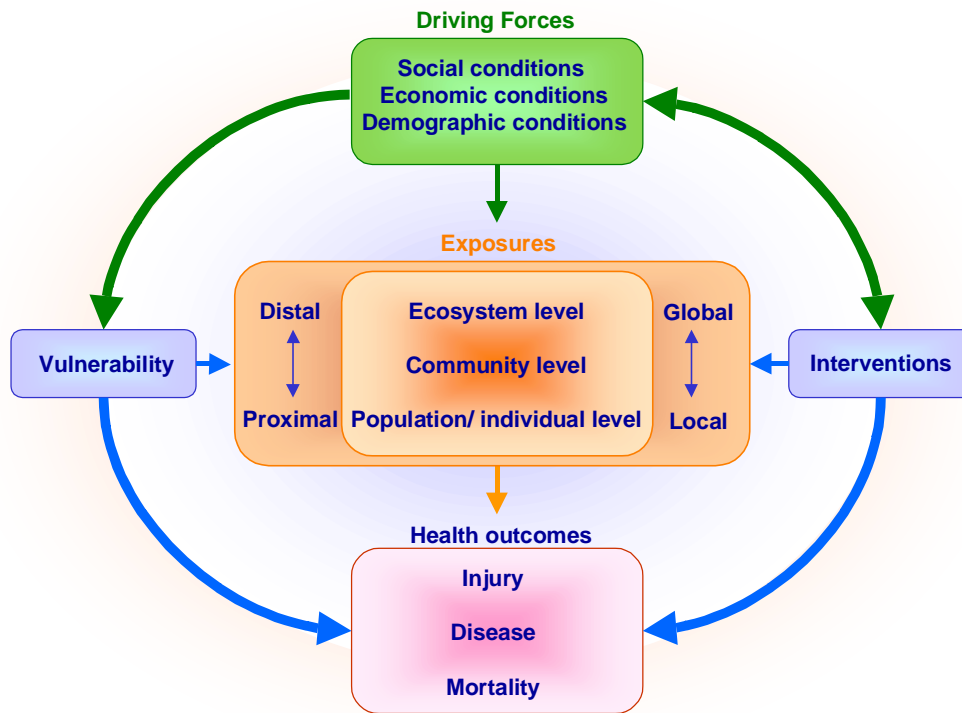 Driving Forces
Social conditions
Economic conditions
Demographic conditions
Exposures
Distal
Ecosystem level
Global
Vulnerability
Community level
Interventions
Proximal
Population/ individual level
Local
Health outcomes
Injury
Disease
Mortality